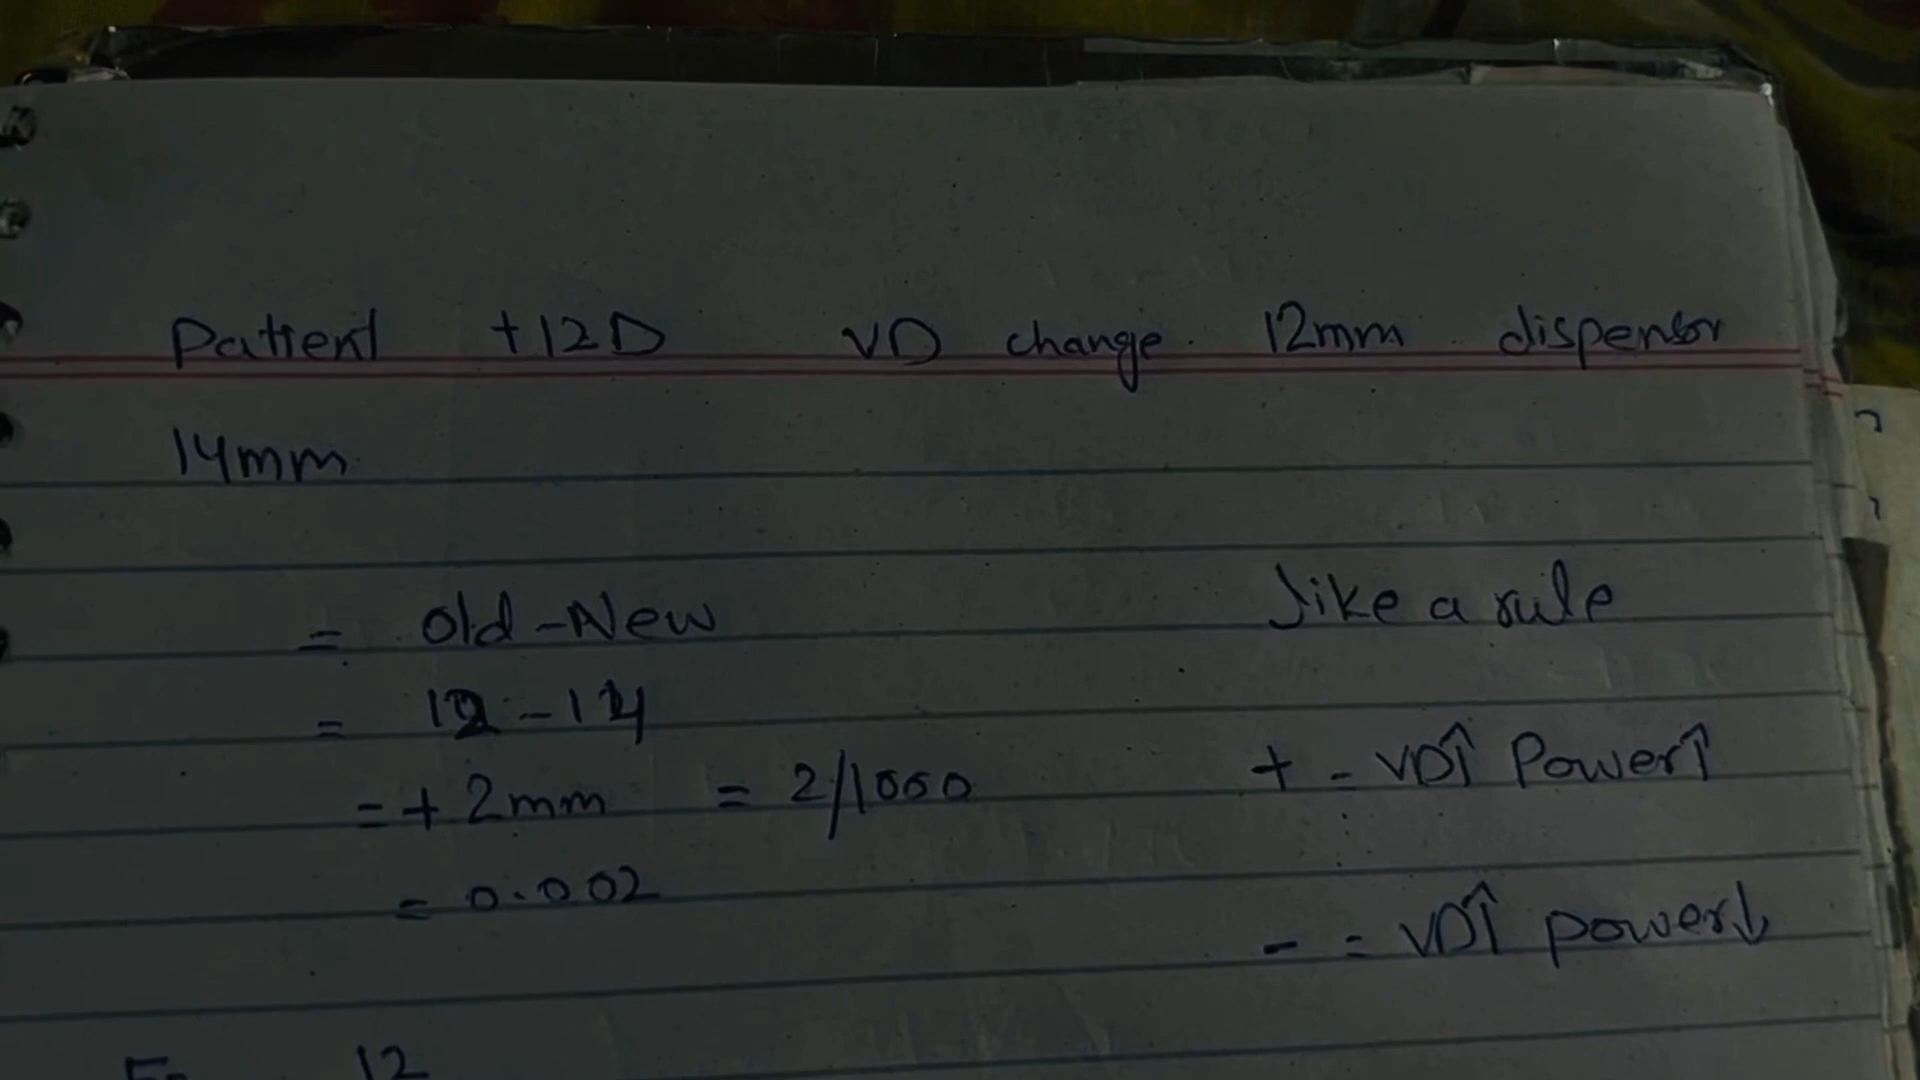 Patient +12D VD change 12mm dispensor
14mm
= Old-New
= 12-14
= +2mm = 2/1000
= 0.002
like a rule
+ = VD↑ Power↑
- = VD↑ power↓
12